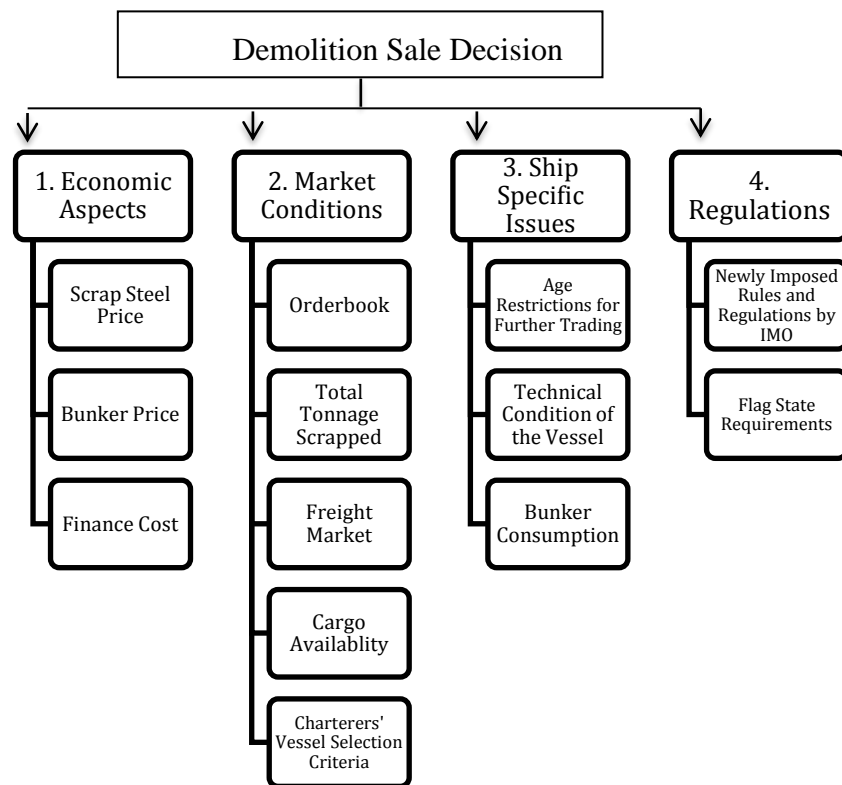 Demolition Sale Decision
1. Economic
Aspects
Scrap Steel
Price
Bunker Price
Finance Cost
2. Market
Conditions
Orderbook
Total
Tonnage
Scrapped
Freight
Market
Cargo
Availablity
Charterers'
Vessel Selection
Criteria
3. Ship
Specific
Issues
Age
Restrictions for
Further Trading
Technical
Condition of
the Vessel
Bunker
Consumption
4.
Regulations
Newly Imposed
Rules and
Regulations by
IMO
Flag State
Requirements